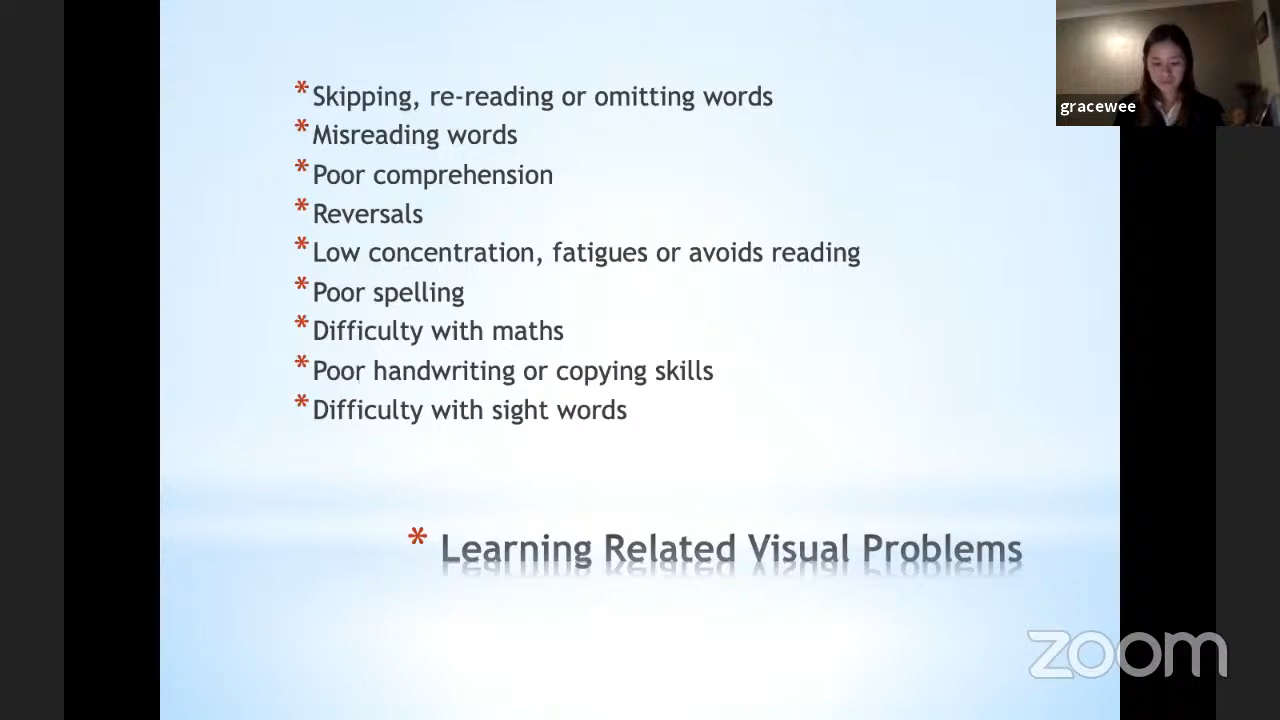 * Skipping, re-reading or omitting words
* Misreading words
* Poor comprehension
* Reversals
* Low concentration, fatigues or avoids reading
* Poor spelling
* Difficulty with maths
* Poor handwriting or copying skills
* Difficulty with sight words
* Learning Related Visual Problems
gracewee
zoom